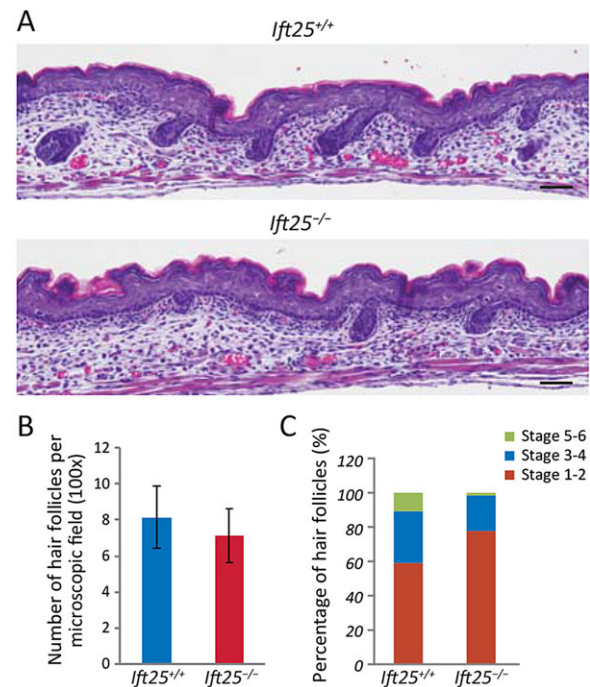 A
Ift25+/+
Ift25−/−
B
Number of hair follicles per
microscopic field (100x)
12
10
8
6
4
2
0
Ift25+/+
Ift25−/−
C
Stage 5-6
Stage 3-4
Stage 1-2
Percentage of hair follicles (%)
120
100
80
60
40
20
0
Ift25+/+
Ift25−/−